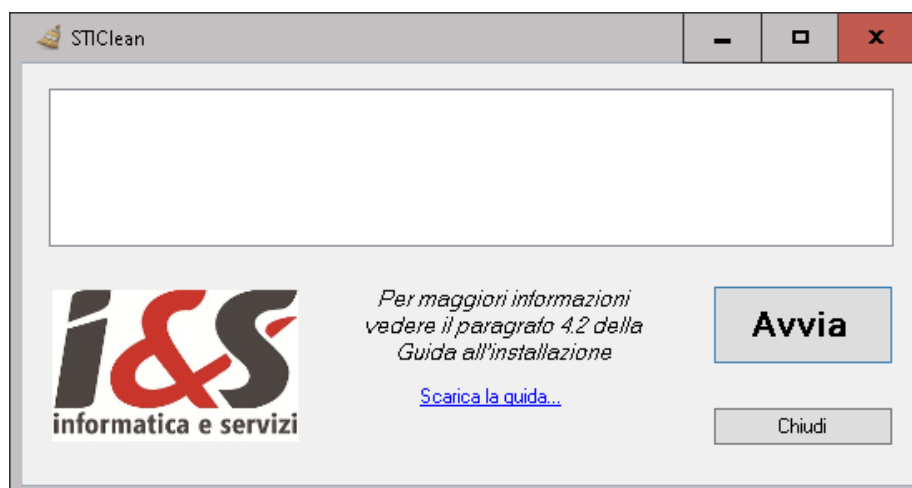 STIClean
Per maggiori informazioni
vedere il paragrafo 4.2 della
Guida all'installazione
Scarica la guida...
Avvia
Chiudi
i&S
informatica e servizi